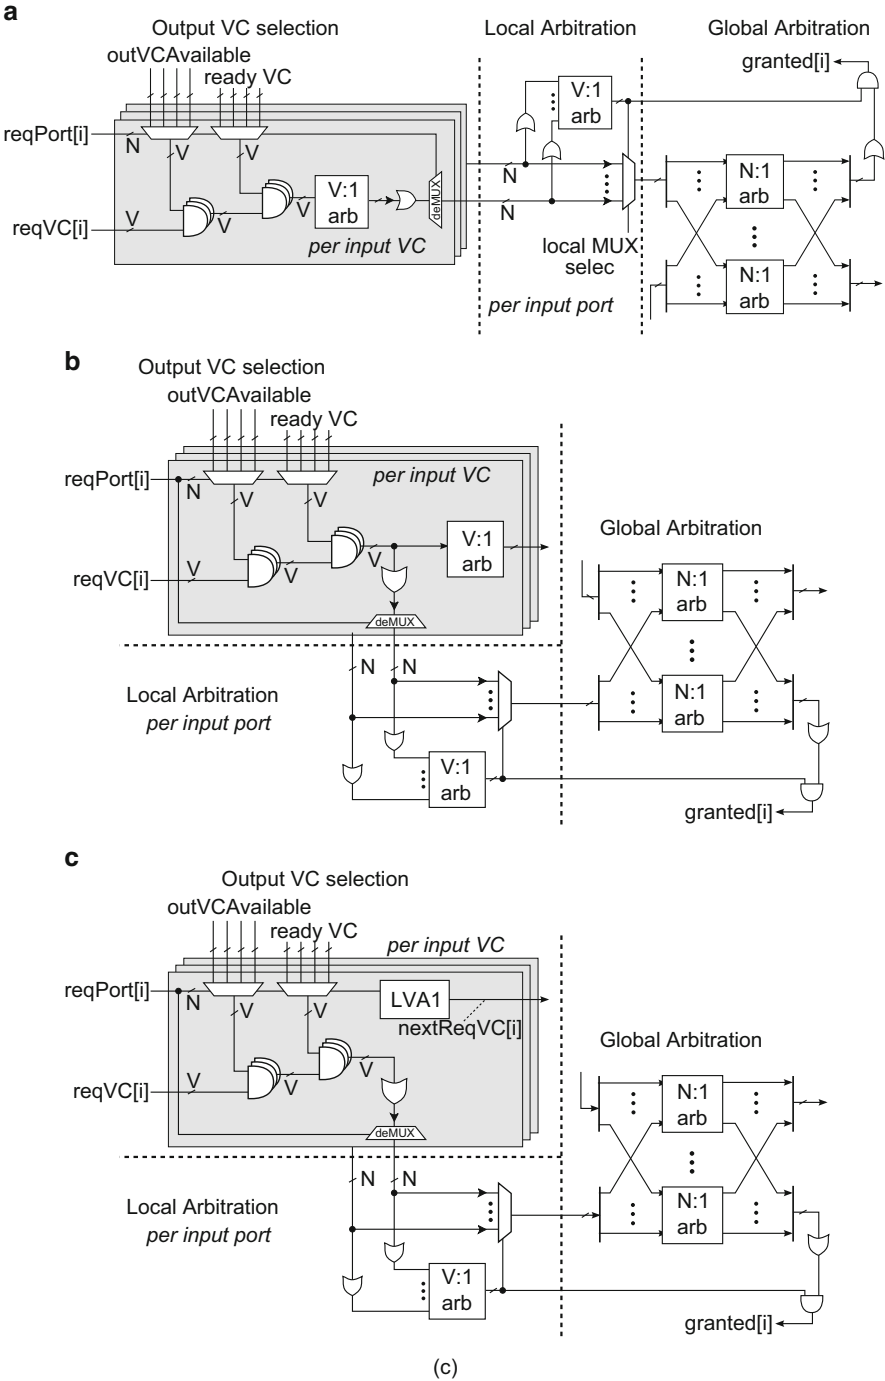 a
Output VC selection
Local Arbitration
Global Arbitration
outVCAvailable
ready VC
granted[i]
V:1
arb
reqPort[i]
N
V
V
N
N:1
arb
V:1
arb
deMUX
reqVC[i]
V
V
V
N
per input VC
local MUX
selec
N:1
arb
per input port
b
Output VC selection
outVCAvailable
ready VC
reqPort[i]
N
V
V
per input VC
V:1
arb
Global Arbitration
reqVC[i]
V
V
V
N:1
arb
deMUX
N
N
Local Arbitration
per input port
N:1
arb
V:1
arb
granted[i]
c
Output VC selection
outVCAvailable
ready VC
per input VC
reqPort[i]
N
V
V
LVA1
nextReqVC[i]
Global Arbitration
reqVC[i]
V
V
V
N:1
arb
deMUX
N
N
Local Arbitration
per input port
N:1
arb
V:1
arb
granted[i]
(c)